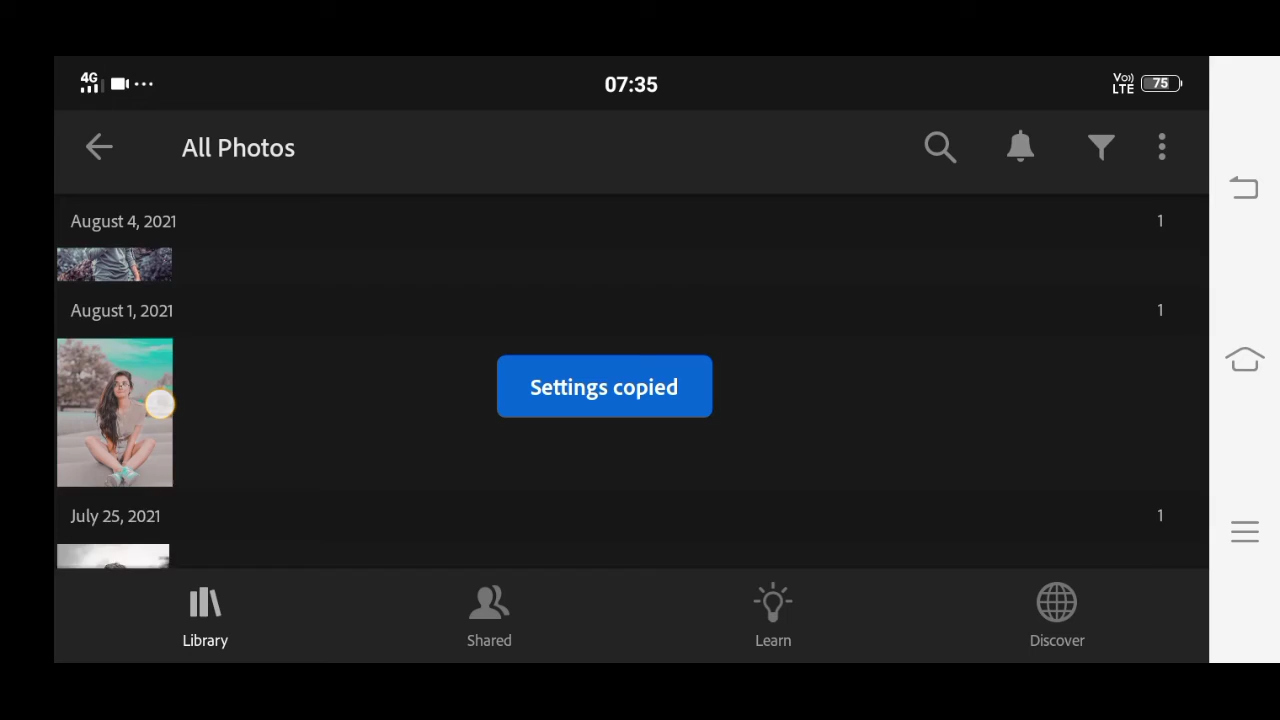 4G 07:35 Vo)) LTE 75
All Photos
August 4, 2021 1
August 1, 2021 1
Settings copied
July 25, 2021 1
Library Shared Learn Discover